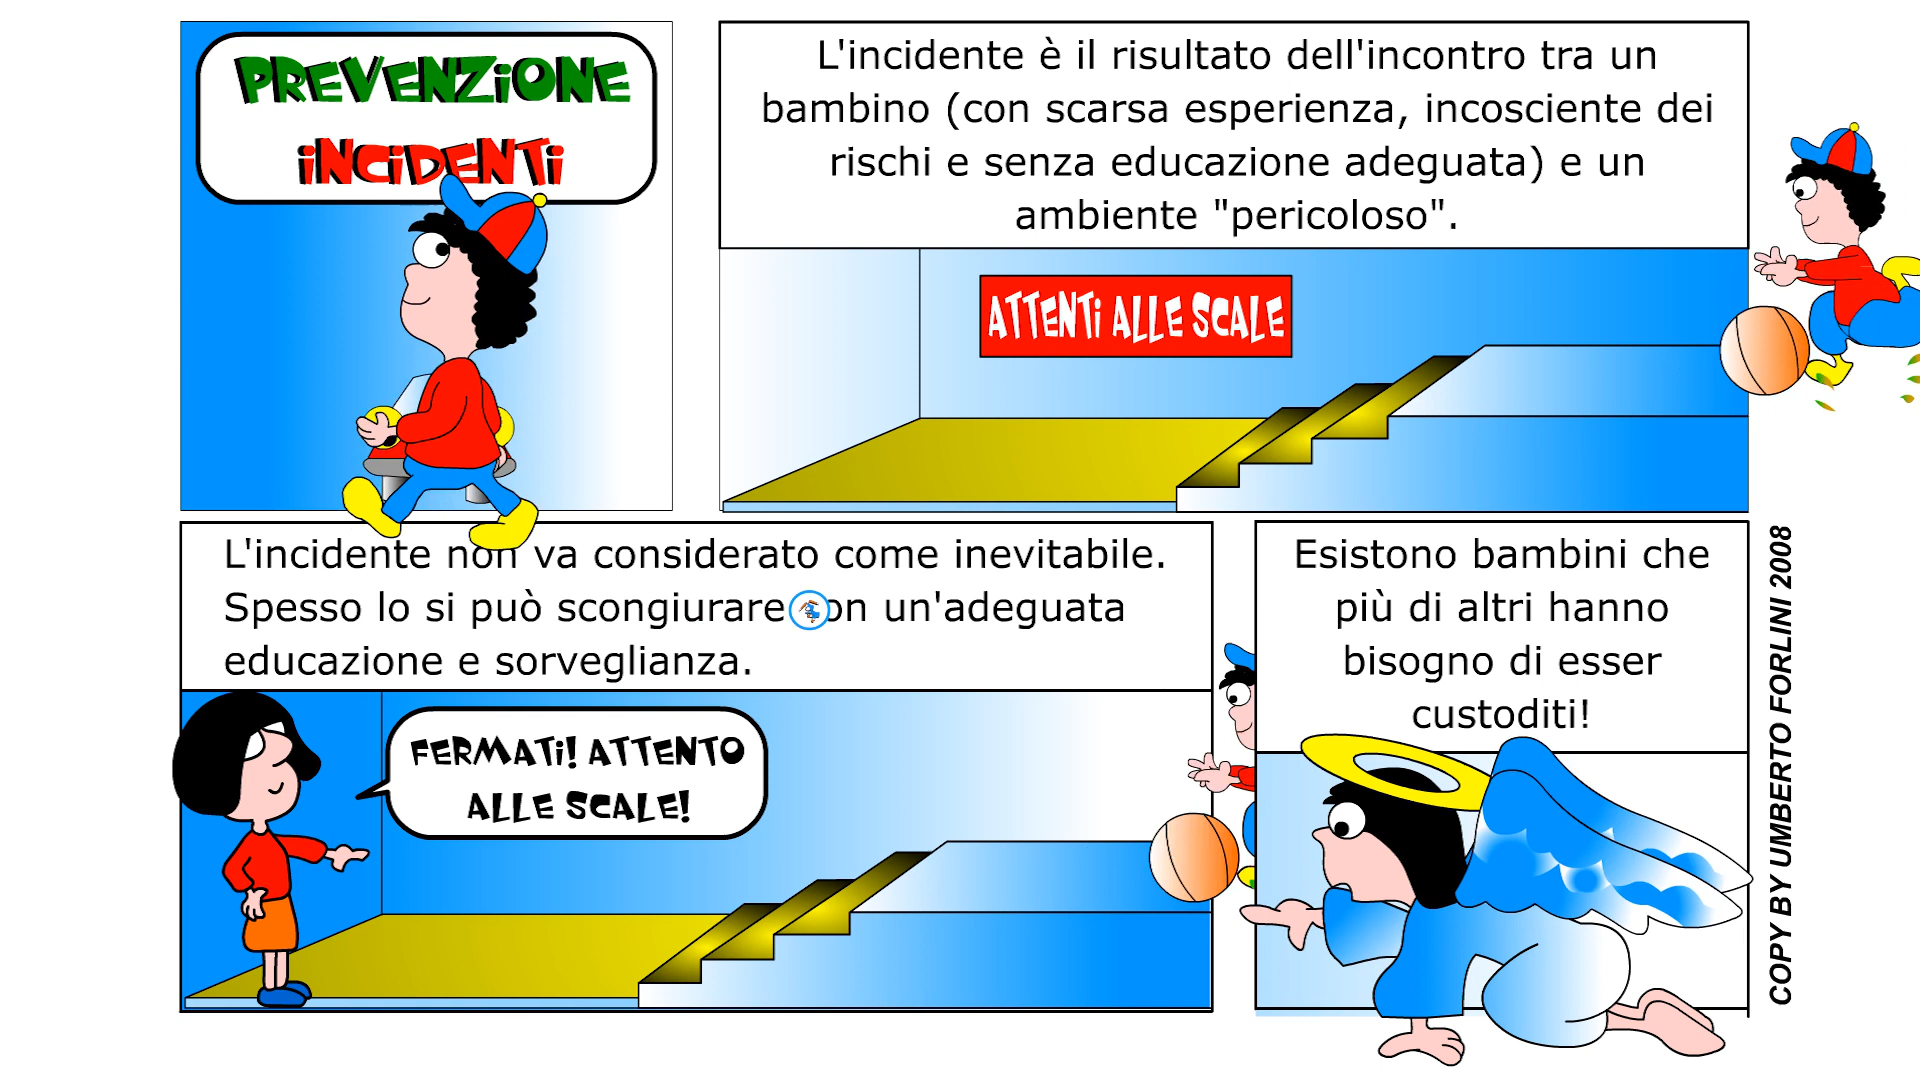 PREVENZiONE
iNCiDENTi
L'incidente è il risultato dell'incontro tra un
bambino (con scarsa esperienza, incosciente dei
rischi e senza educazione adeguata) e un
ambiente "pericoloso".
ATTENTi ALLE SCALE
L'incidente non va considerato come inevitabile.
Spesso lo si può scongiurare con un'adeguata
educazione e sorveglianza.
FERMATi! ATTENTO
ALLE SCALE!
Esistono bambini che
più di altri hanno
bisogno di esser
custoditi!
COPY BY UMBERTO FORLINI 2008